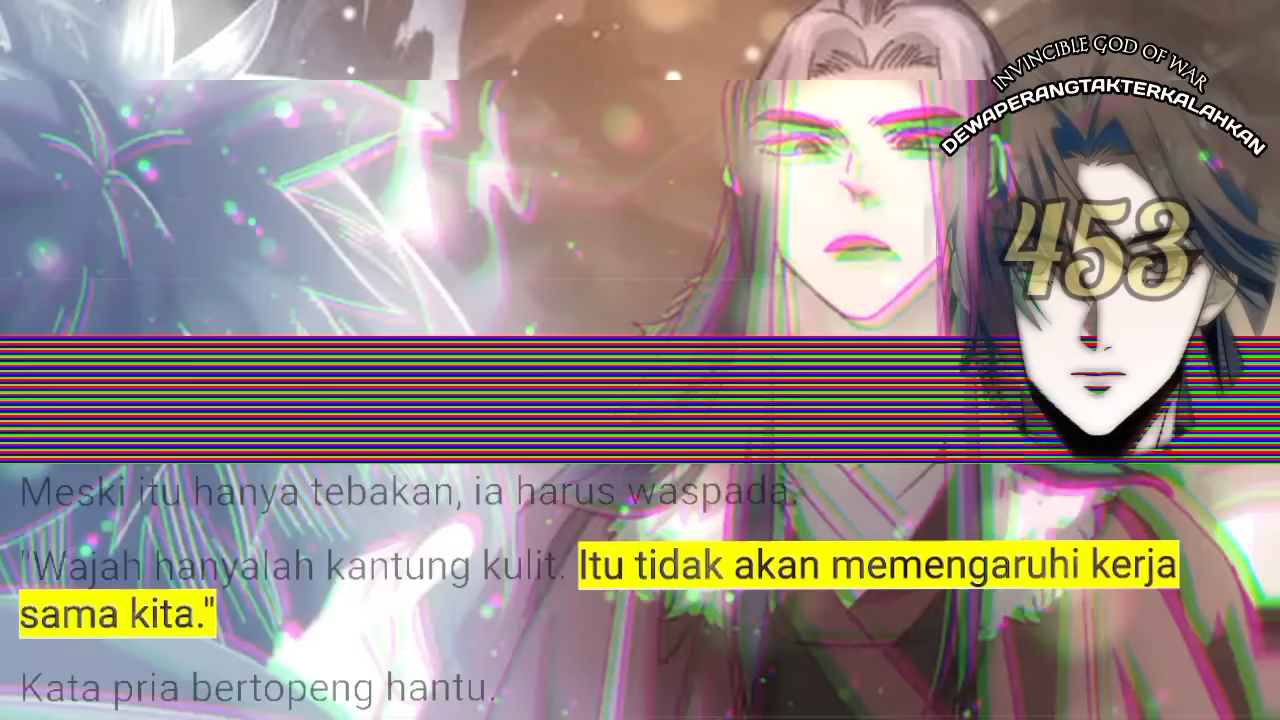 INVINCIBLE GOD OF WAR
DEWAPERANGTAKTERKALAHKAN
453
Meski itu hanya tebakan, ia harus waspada.
"Wajah hanyalah kantung kulit. Itu tidak akan memengaruhi kerja
sama kita."
Kata pria bertopeng hantu.